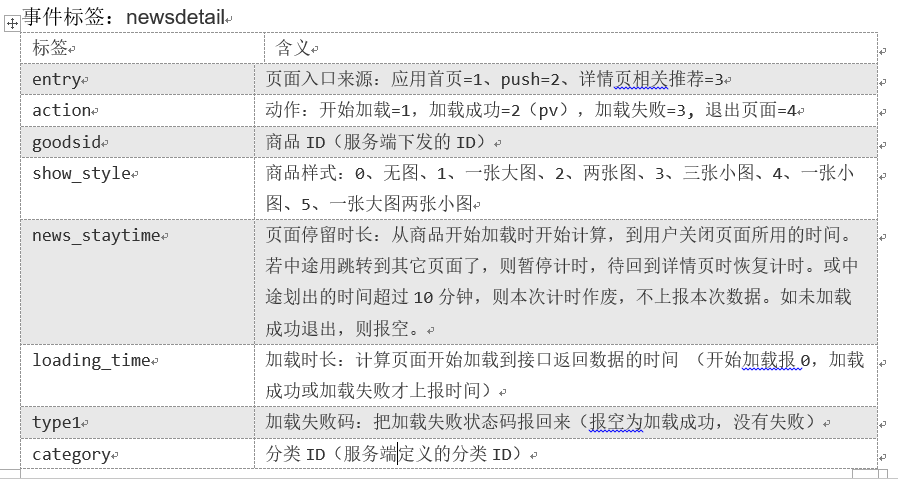 事件标签：newsdetail
标签 含义
entry 页面入口来源：应用首页=1、push=2、详情页相关推荐=3
action 动作：开始加载=1，加载成功=2（pv），加载失败=3, 退出页面=4
goodsid 商品 ID（服务端下发的 ID）
show_style 商品样式：0、无图、1、一张大图、2、两张图、3、三张小图、4、一张小
图、5、一张大图两张小图
news_staytime 页面停留时长：从商品开始加载时开始计算，到用户关闭页面所用的时间。
若中途用跳转到其它页面了，则暂停计时，待回到详情页时恢复计时。或中
途划出的时间超过 10 分钟，则本次计时作废，不上报本次数据。如未加载
成功退出，则报空。
loading_time 加载时长：计算页面开始加载到接口返回数据的时间 （开始加载报 0，加载
成功或加载失败才上报时间）
type1 加载失败码：把加载失败状态码报回来（报空为加载成功，没有失败）
category 分类 ID（服务端定义的分类 ID）